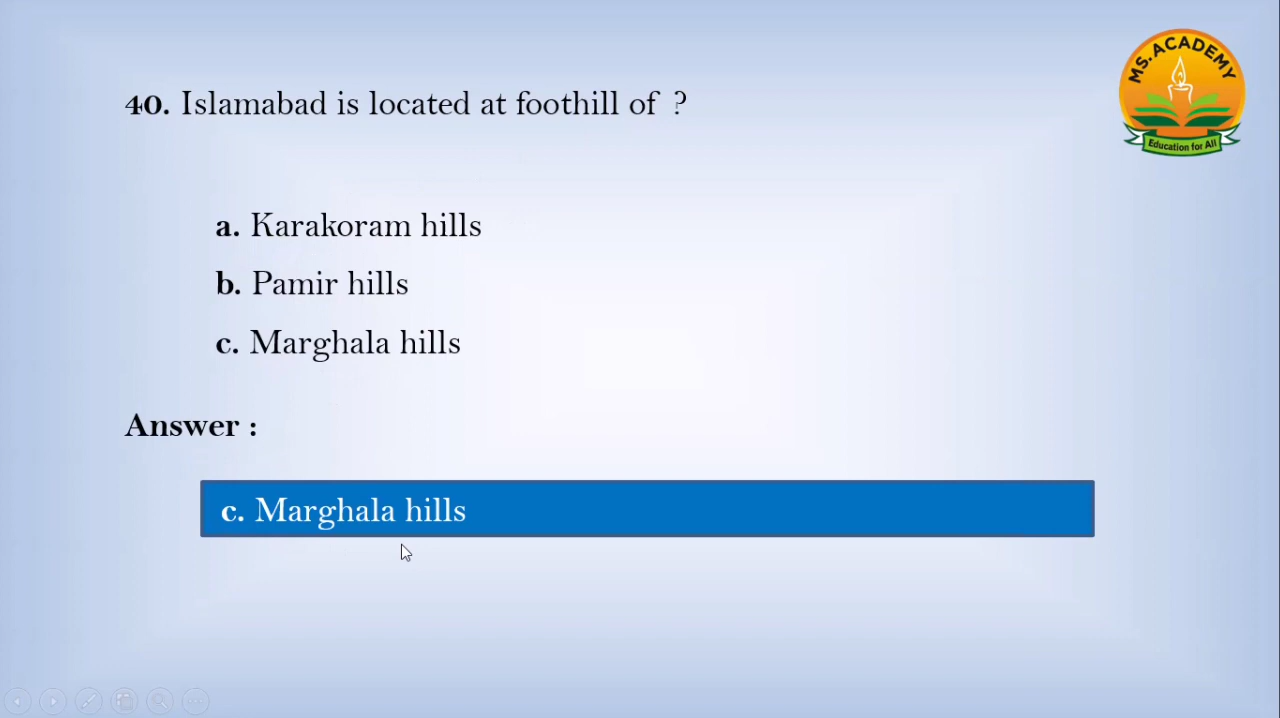 MS.ACADEMY
Education for All
40. Islamabad is located at foothill of ?
a. Karakoram hills
b. Pamir hills
c. Marghala hills
Answer :
c. Marghala hills